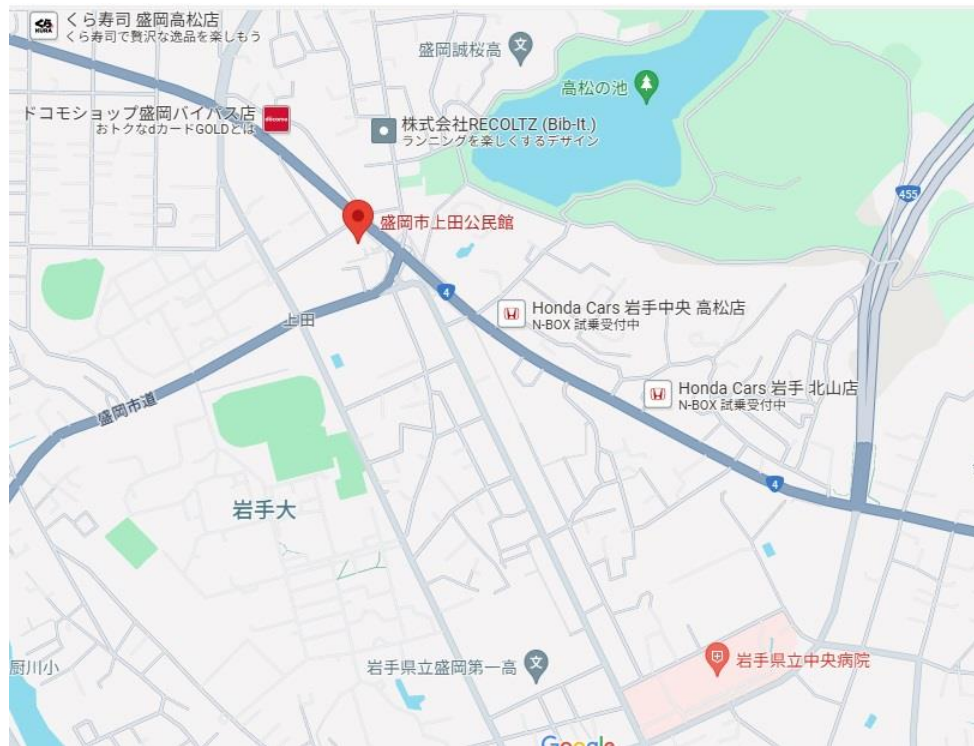 くら寿司 盛岡高松店
くら寿司で贅沢な逸品を楽しもう
盛岡誠桜高
高松の池
ドコモショップ盛岡バイパス店
おトクなdカードGOLDとは
株式会社RECOLTZ (Bib-It.)
ランニングを楽しくするデザイン
455
盛岡市上田公民館
4
Honda Cars 岩手中央 高松店
N-BOX 試乗受付中
上田
Honda Cars 岩手 北山店
N-BOX 試乗受付中
盛岡市道
4
岩手大
厨川小
岩手県立盛岡第一高
岩手県立中央病院
Google